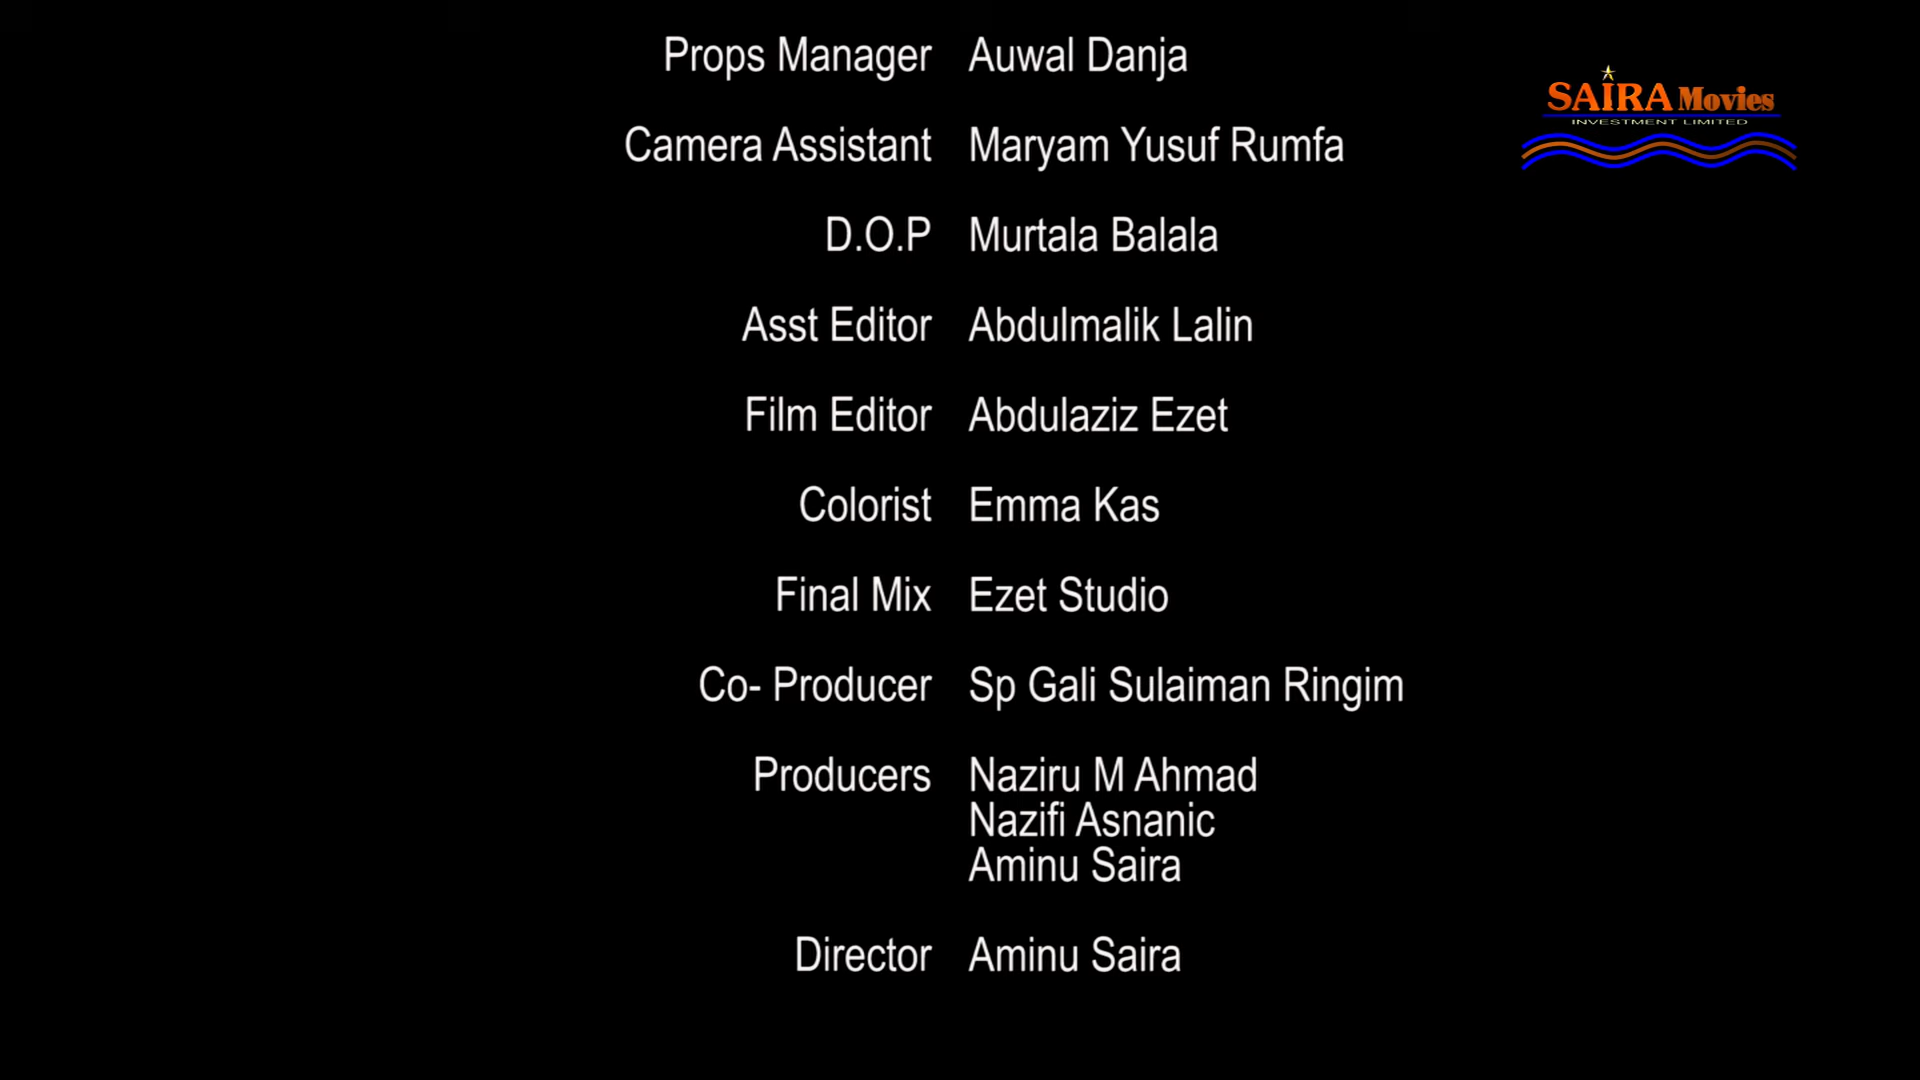 Props Manager Auwal Danja
Camera Assistant Maryam Yusuf Rumfa
D.O.P Murtala Balala
Asst Editor Abdulmalik Lalin
Film Editor Abdulaziz Ezet
Colorist Emma Kas
Final Mix Ezet Studio
Co- Producer Sp Gali Sulaiman Ringim
Producers Naziru M Ahmad
Nazifi Asnanic
Aminu Saira
Director Aminu Saira
SAIRA Movies
INVESTMENT LIMITED